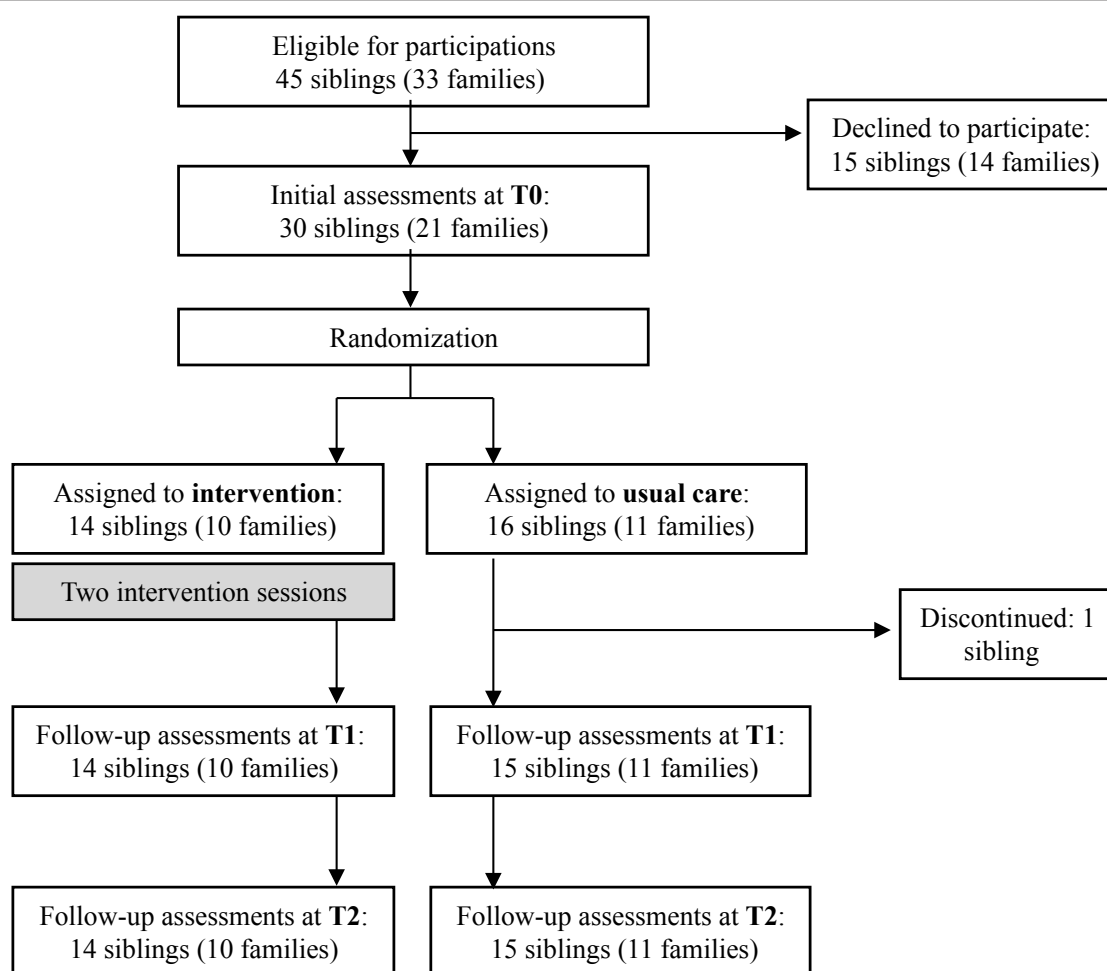 Eligible for participations
45 siblings (33 families)
Declined to participate:
15 siblings (14 families)
Initial assessments at T0:
30 siblings (21 families)
Randomization
Assigned to intervention:
14 siblings (10 families)
Assigned to usual care:
16 siblings (11 families)
Two intervention sessions
Discontinued: 1
sibling
Follow-up assessments at T1:
14 siblings (10 families)
Follow-up assessments at T1:
15 siblings (11 families)
Follow-up assessments at T2:
14 siblings (10 families)
Follow-up assessments at T2:
15 siblings (11 families)